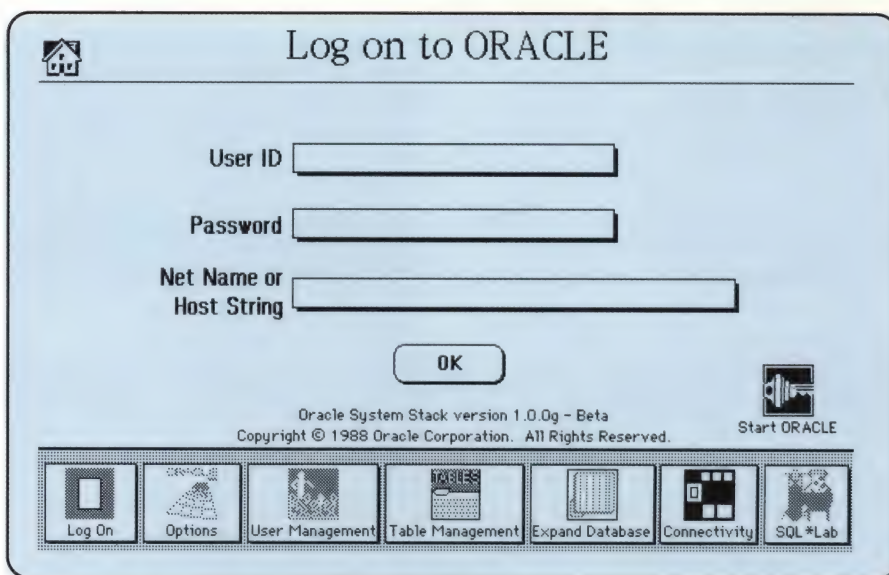 Log on to ORACLE
User ID
Password
Net Name or
Host String
OK
Oracle System Stack version 1.0.0g - Beta
Copyright © 1988 Oracle Corporation. All Rights Reserved.
Start ORACLE
ORACLE
TABLES
Log On
Options
User Management
Table Management
Expand Database
Connectivity
SQL*Lab